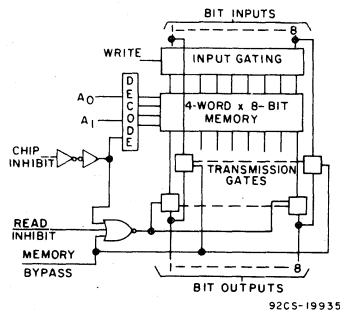 BIT INPUTS
1 8
WRITE
INPUT GATING
DECODE
A0
A1
4-WORD x 8-BIT
MEMORY
CHIP
INHIBIT
TRANSMISSION
GATES
READ
INHIBIT
MEMORY
BYPASS
1 8
BIT OUTPUTS
92CS-19935